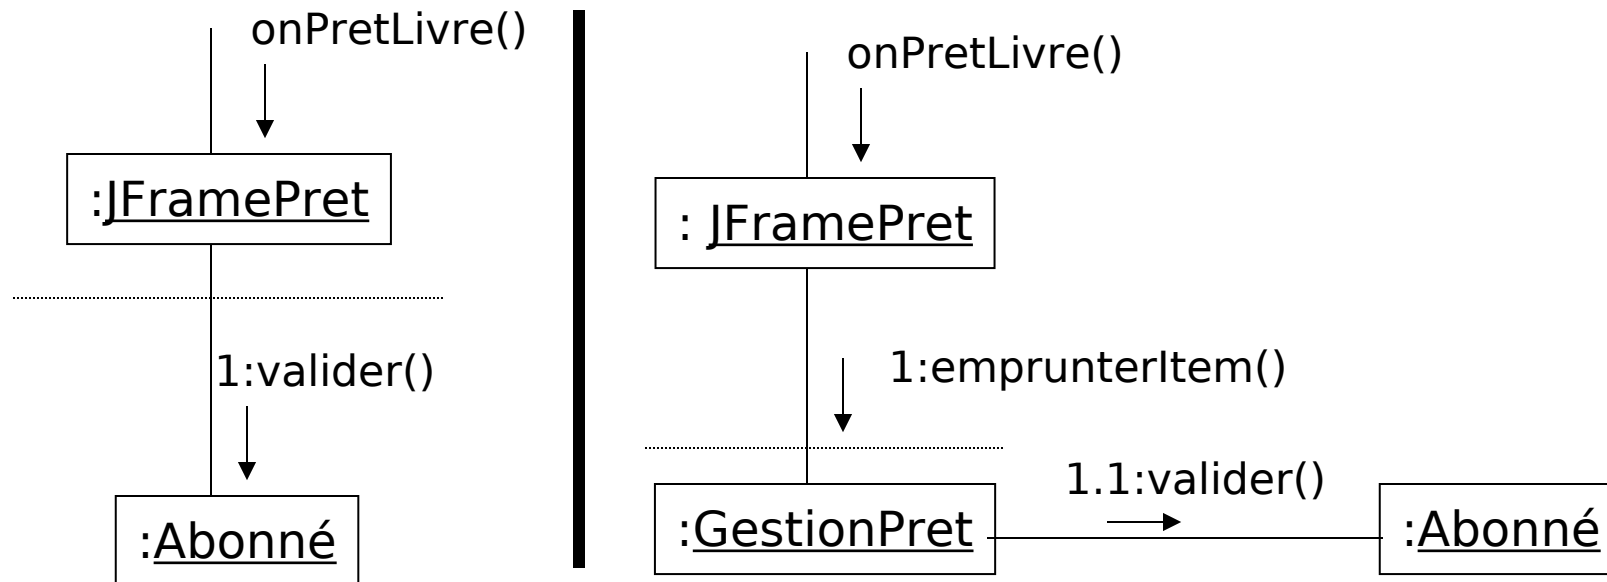 onPretLivre()
:JFramePret
1:valider()
:Abonné
onPretLivre()
: JFramePret
1:emprunterItem()
1.1:valider()
:GestionPret
:Abonné